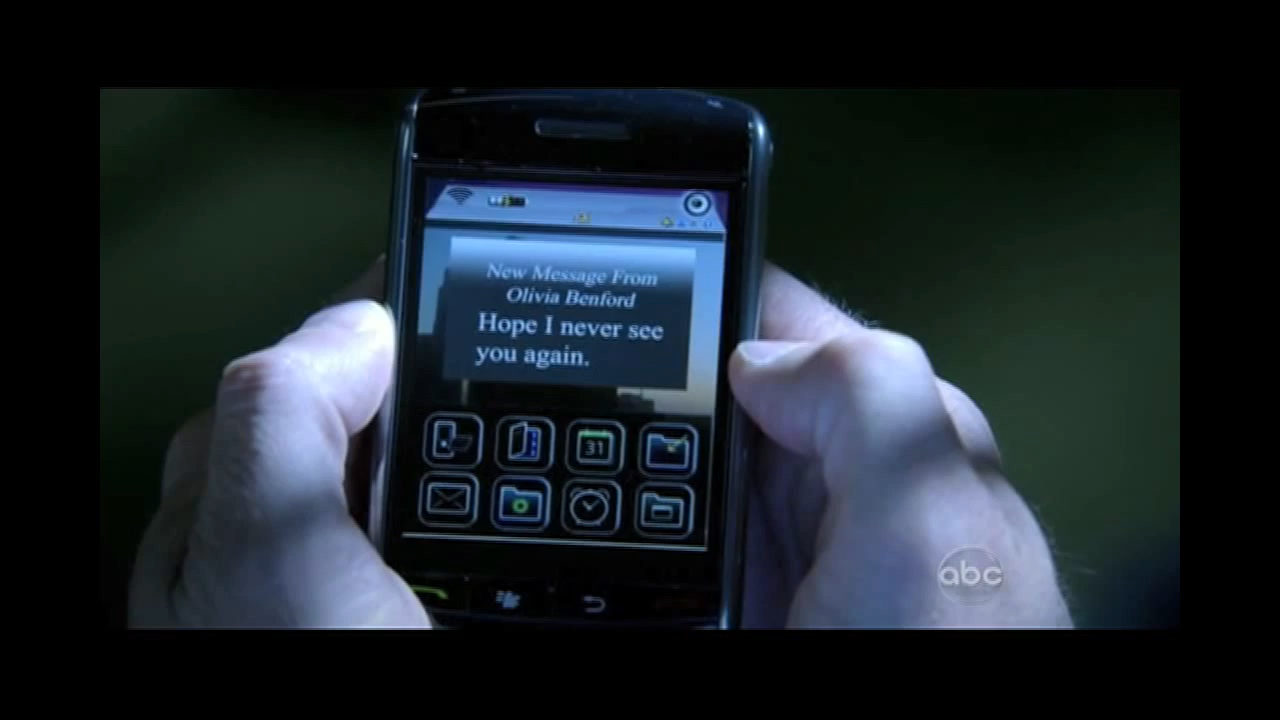 New Message From
Olivia Benford
Hope I never see
you again.
31
abc